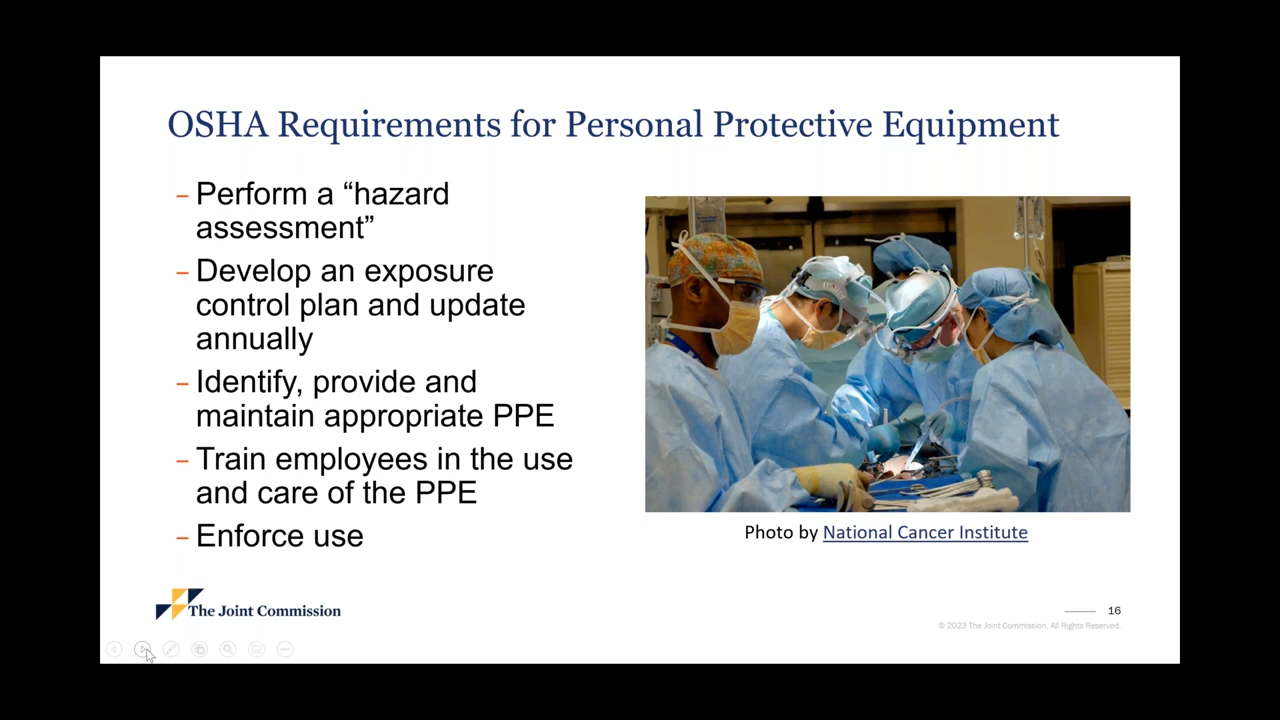 OSHA Requirements for Personal Protective Equipment
– Perform a “hazard
assessment”
– Develop an exposure
control plan and update
annually
– Identify, provide and
maintain appropriate PPE
– Train employees in the use
and care of the PPE
– Enforce use
Photo by National Cancer Institute
The Joint Commission
16
© 2023 The Joint Commission. All Rights Reserved.